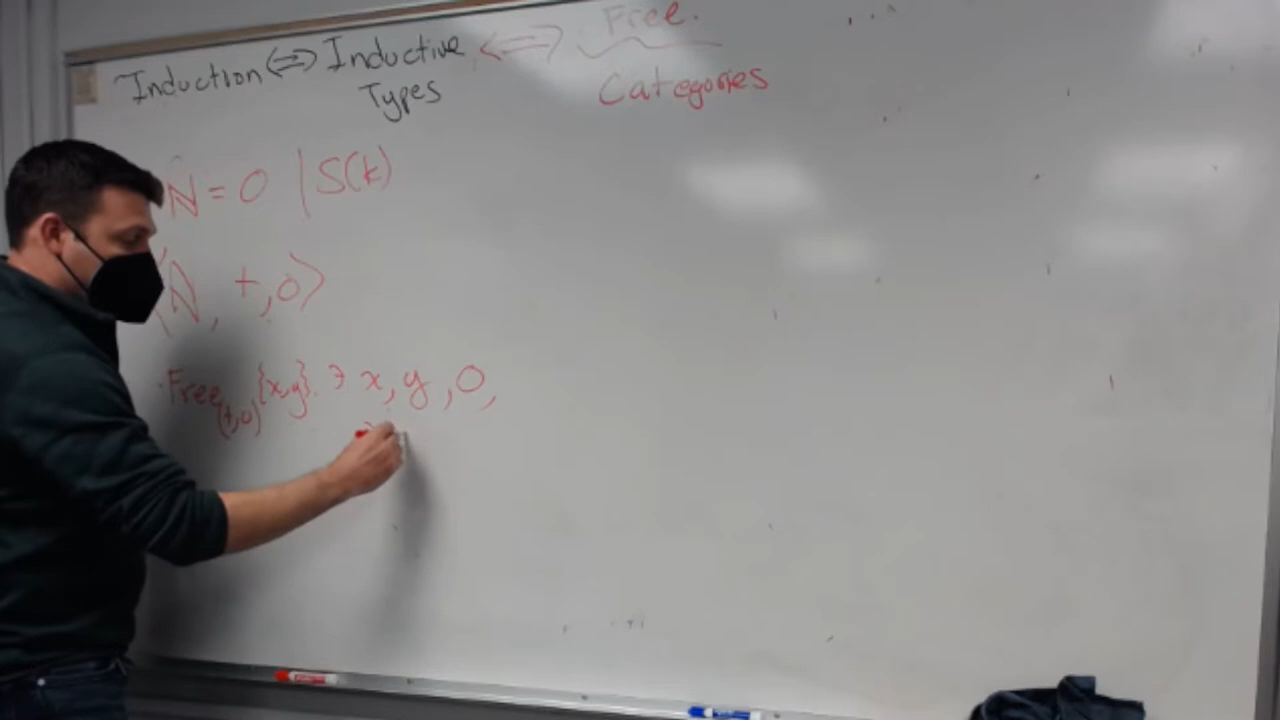 Induction ⟺ Inductive ⟺ Free.
Types Categories
ℕ = 0 | S(k)
⟨ℕ, +, 0⟩
Free₍₊,₀₎{x,y} ∋ x, y, 0,